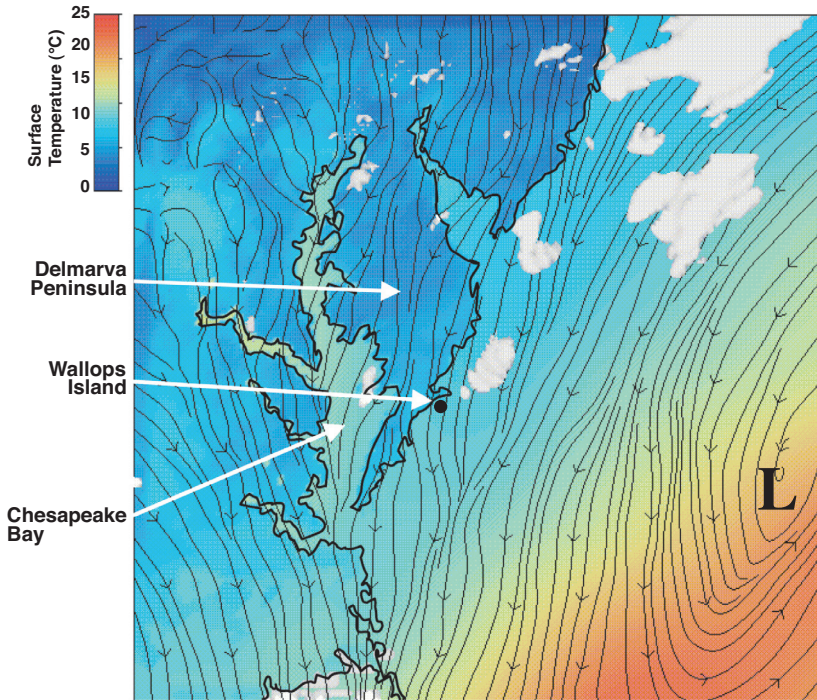 25
20
15
10
5
0
Surface
Temperature (°C)
Delmarva
Peninsula
Wallops
Island
Chesapeake
Bay
L